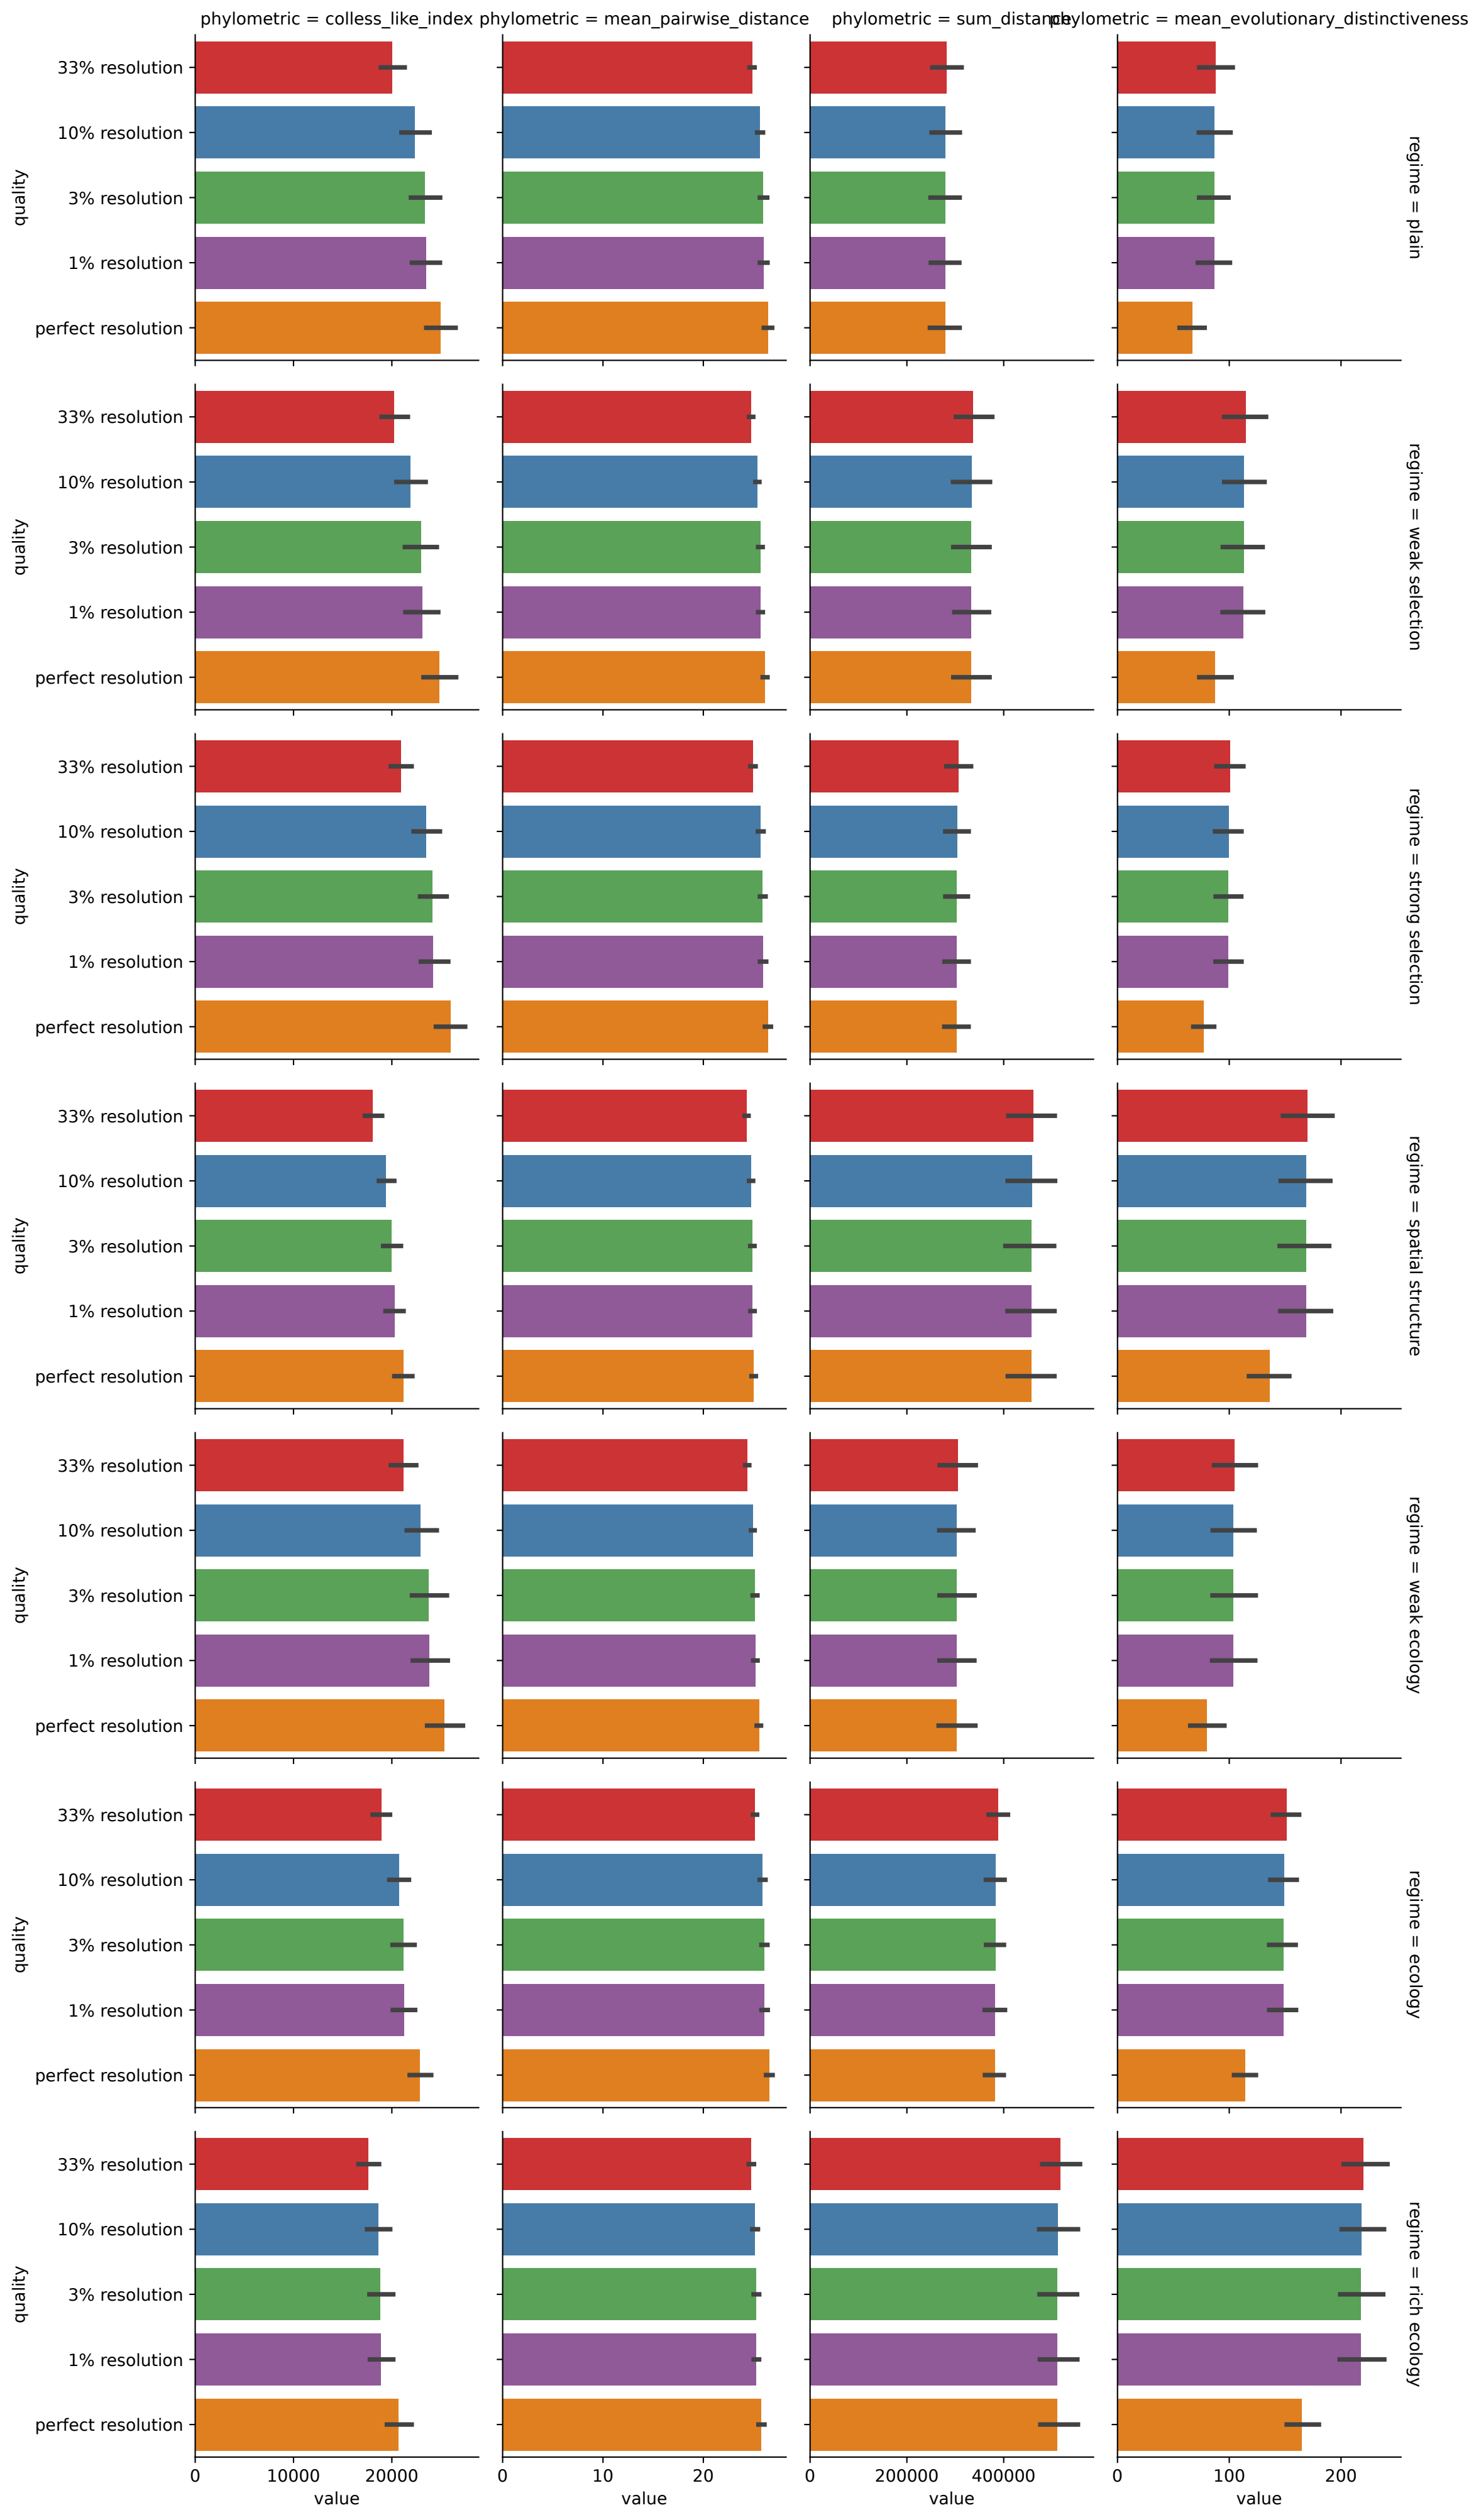 phylometric = colless_like_index
phylometric = mean_pairwise_distance
phylometric = sum_distance
phylometric = mean_evolutionary_distinctiveness
quality
33% resolution
10% resolution
3% resolution
1% resolution
perfect resolution
regime = plain
quality
33% resolution
10% resolution
3% resolution
1% resolution
perfect resolution
regime = weak selection
quality
33% resolution
10% resolution
3% resolution
1% resolution
perfect resolution
regime = strong selection
quality
33% resolution
10% resolution
3% resolution
1% resolution
perfect resolution
regime = spatial structure
quality
33% resolution
10% resolution
3% resolution
1% resolution
perfect resolution
regime = weak ecology
quality
33% resolution
10% resolution
3% resolution
1% resolution
perfect resolution
regime = ecology
quality
33% resolution
10% resolution
3% resolution
1% resolution
perfect resolution
regime = rich ecology
0 10000 20000
0 10 20
0 200000 400000
0 100 200
value
value
value
value